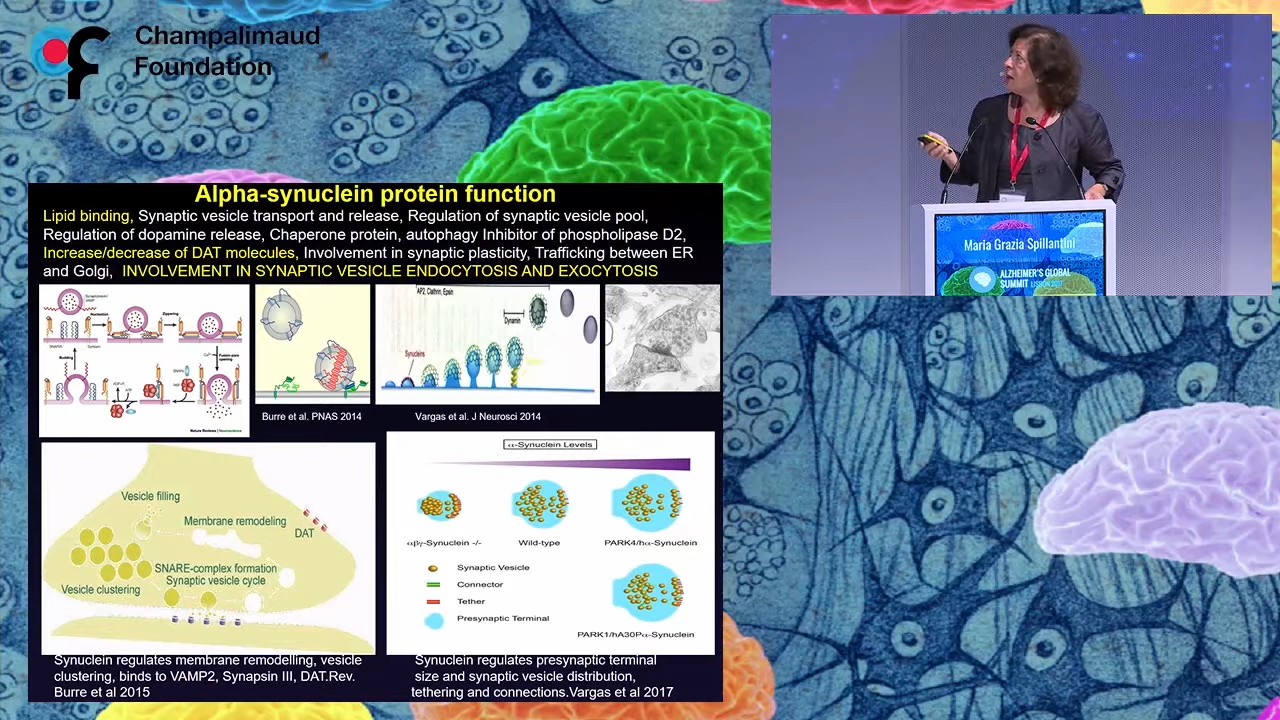 Champalimaud
Foundation
Alpha-synuclein protein function
Lipid binding, Synaptic vesicle transport and release, Regulation of synaptic vesicle pool,
Regulation of dopamine release, Chaperone protein, autophagy Inhibitor of phospholipase D2,
Increase/decrease of DAT molecules, Involvement in synaptic plasticity, Trafficking between ER
and Golgi, INVOLVEMENT IN SYNAPTIC VESICLE ENDOCYTOSIS AND EXOCYTOSIS
Nucleation
Zippering
Budding
AP2, Clathrin, Epsin
Dynamin
Synucleins
Burre et al. PNAS 2014
Vargas et al. J Neurosci 2014
Vesicle filling
Membrane remodeling
DAT
SNARE-complex formation
Synaptic vesicle cycle
Vesicle clustering
α-Synuclein Levels
αβγ-Synuclein -/-
Wild-type
PARK4/hα-Synuclein
Synaptic Vesicle
Connector
Tether
Presynaptic Terminal
PARK1/hA30Pα-Synuclein
Synuclein regulates membrane remodelling, vesicle
clustering, binds to VAMP2, Synapsin III, DAT.Rev.
Burre et al 2015
Synuclein regulates presynaptic terminal
size and synaptic vesicle distribution,
tethering and connections.Vargas et al 2017
Maria Grazia Spillantini
ALZHEIMER'S GLOBAL
SUMMIT LISBON 2017